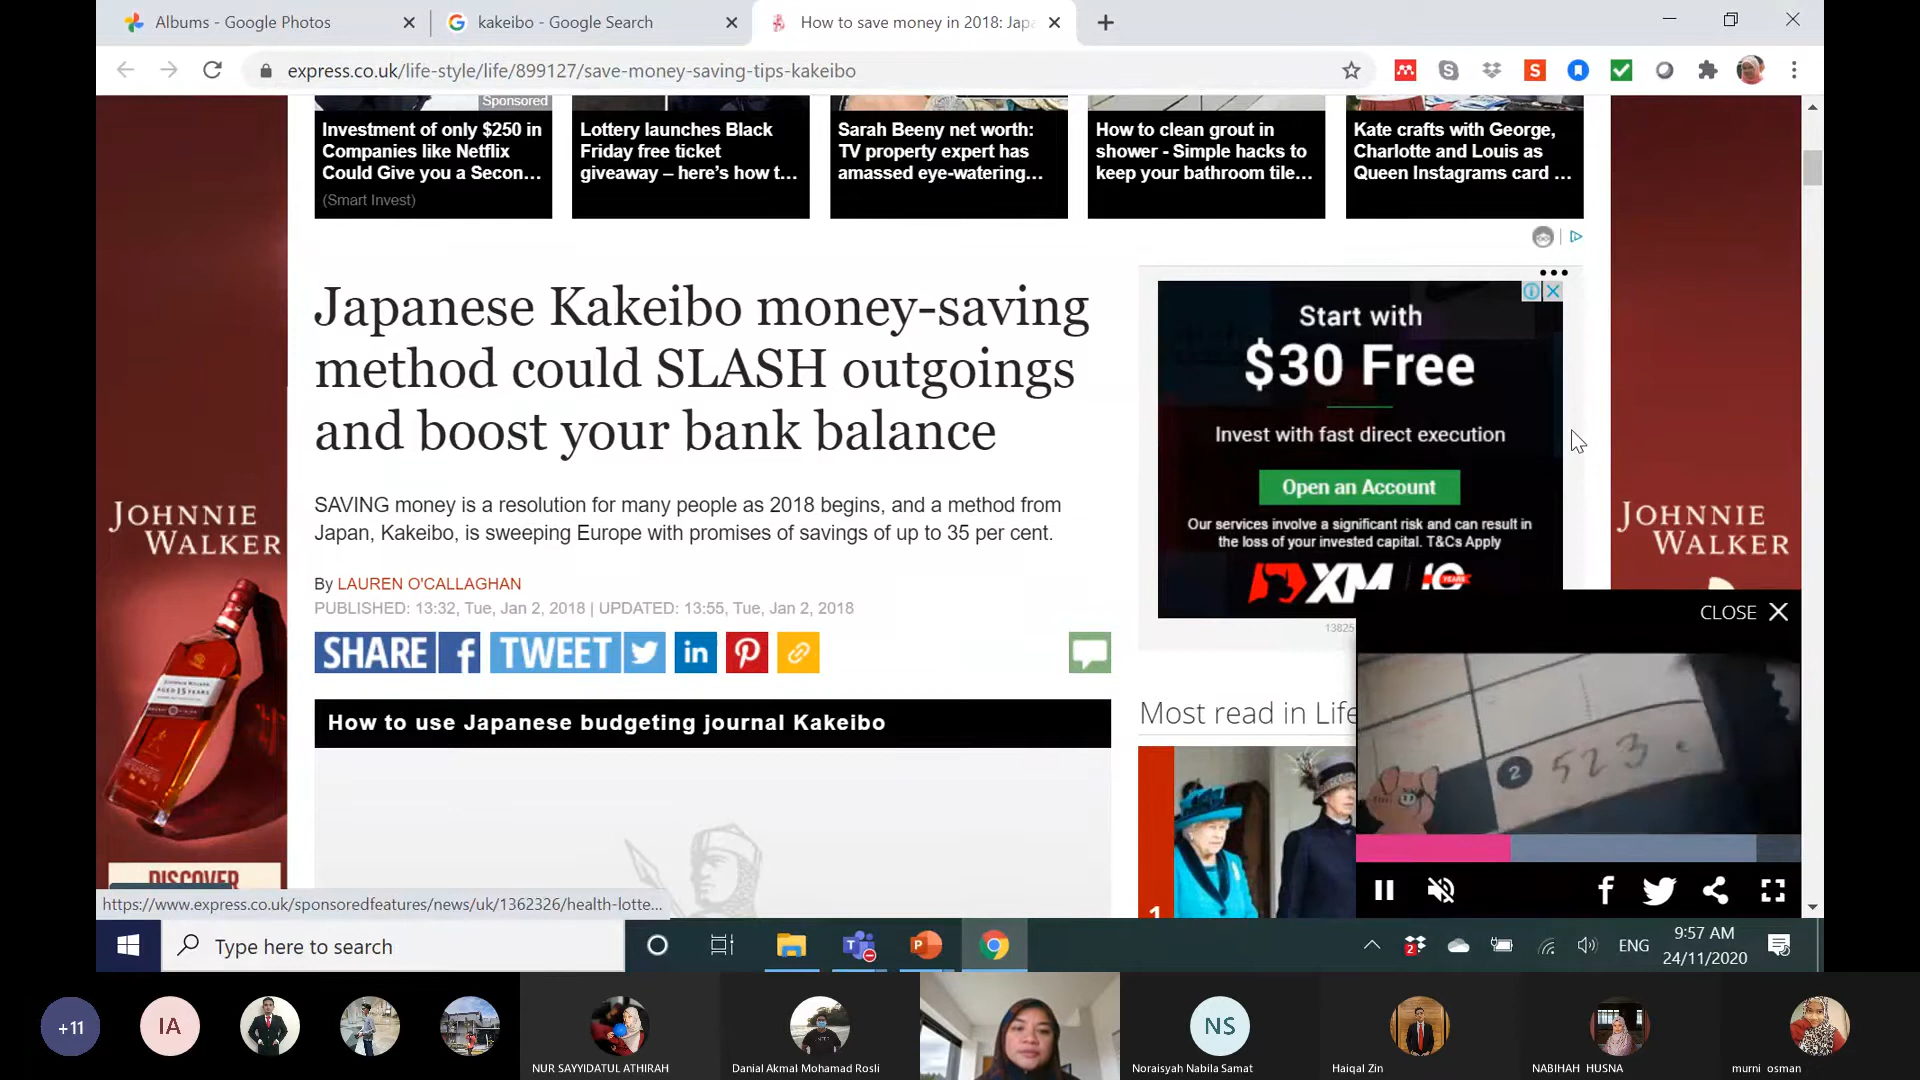 Albums - Google Photos
kakeibo - Google Search
How to save money in 2018: Jap
express.co.uk/life-style/life/899127/save-money-saving-tips-kakeibo
Sponsored
Investment of only $250 in
Companies like Netflix
Could Give you a Secon...
(Smart Invest)
Lottery launches Black
Friday free ticket
giveaway – here's how t...
Sarah Beeny net worth:
TV property expert has
amassed eye-watering...
How to clean grout in
shower - Simple hacks to
keep your bathroom tile...
Kate crafts with George,
Charlotte and Louis as
Queen Instagrams card ...
Japanese Kakeibo money-saving
method could SLASH outgoings
and boost your bank balance
SAVING money is a resolution for many people as 2018 begins, and a method from
Japan, Kakeibo, is sweeping Europe with promises of savings of up to 35 per cent.
By LAUREN O'CALLAGHAN
PUBLISHED: 13:32, Tue, Jan 2, 2018 | UPDATED: 13:55, Tue, Jan 2, 2018
SHARE f TWEET in
How to use Japanese budgeting journal Kakeibo
Start with
$30 Free
Invest with fast direct execution
Open an Account
Our services involve a significant risk and can result in
the loss of your invested capital. T&Cs Apply
XM 10 YEARS
13825
Most read in Life
1
CLOSE
2 523
JOHNNIE
WALKER
AGED 15 YEARS
DISCOVER
JOHNNIE
WALKER
https://www.express.co.uk/sponsoredfeatures/news/uk/1362326/health-lotte...
Type here to search
2
ENG
9:57 AM
24/11/2020
+11
IA
NUR SAYYIDATUL ATHIRAH
Danial Akmal Mohamad Rosli
NS
Noraisyah Nabila Samat
Haiqal Zin
NABIHAH HUSNA
murni osman